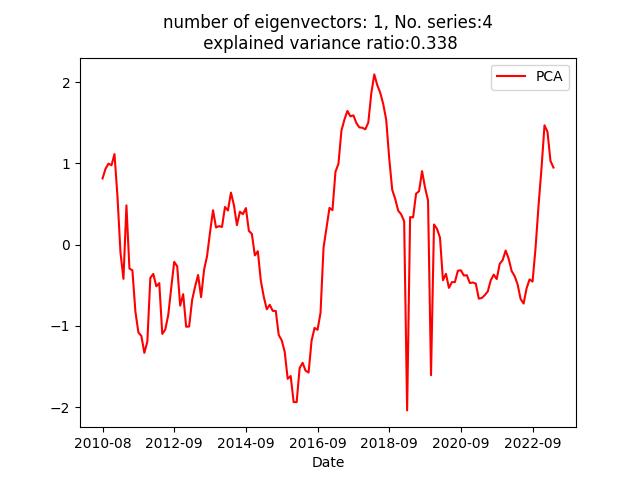 number of eigenvectors: 1, No. series:4
explained variance ratio:0.338
PCA
2
1
0
−1
−2
2010-08 2012-09 2014-09 2016-09 2018-09 2020-09 2022-09
Date